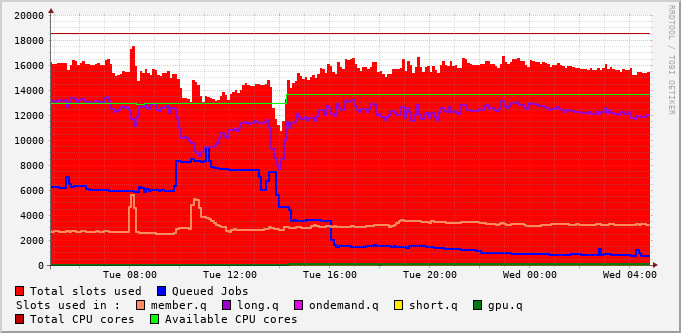 20000
18000
16000
14000
12000
10000
8000
6000
4000
2000
0
Tue 08:00 Tue 12:00 Tue 16:00 Tue 20:00 Wed 00:00 Wed 04:00
Total slots used Queued Jobs
Slots used in : member.q long.q ondemand.q short.q gpu.q
Total CPU cores Available CPU cores
RRDTOOL / TOBI OETIKER